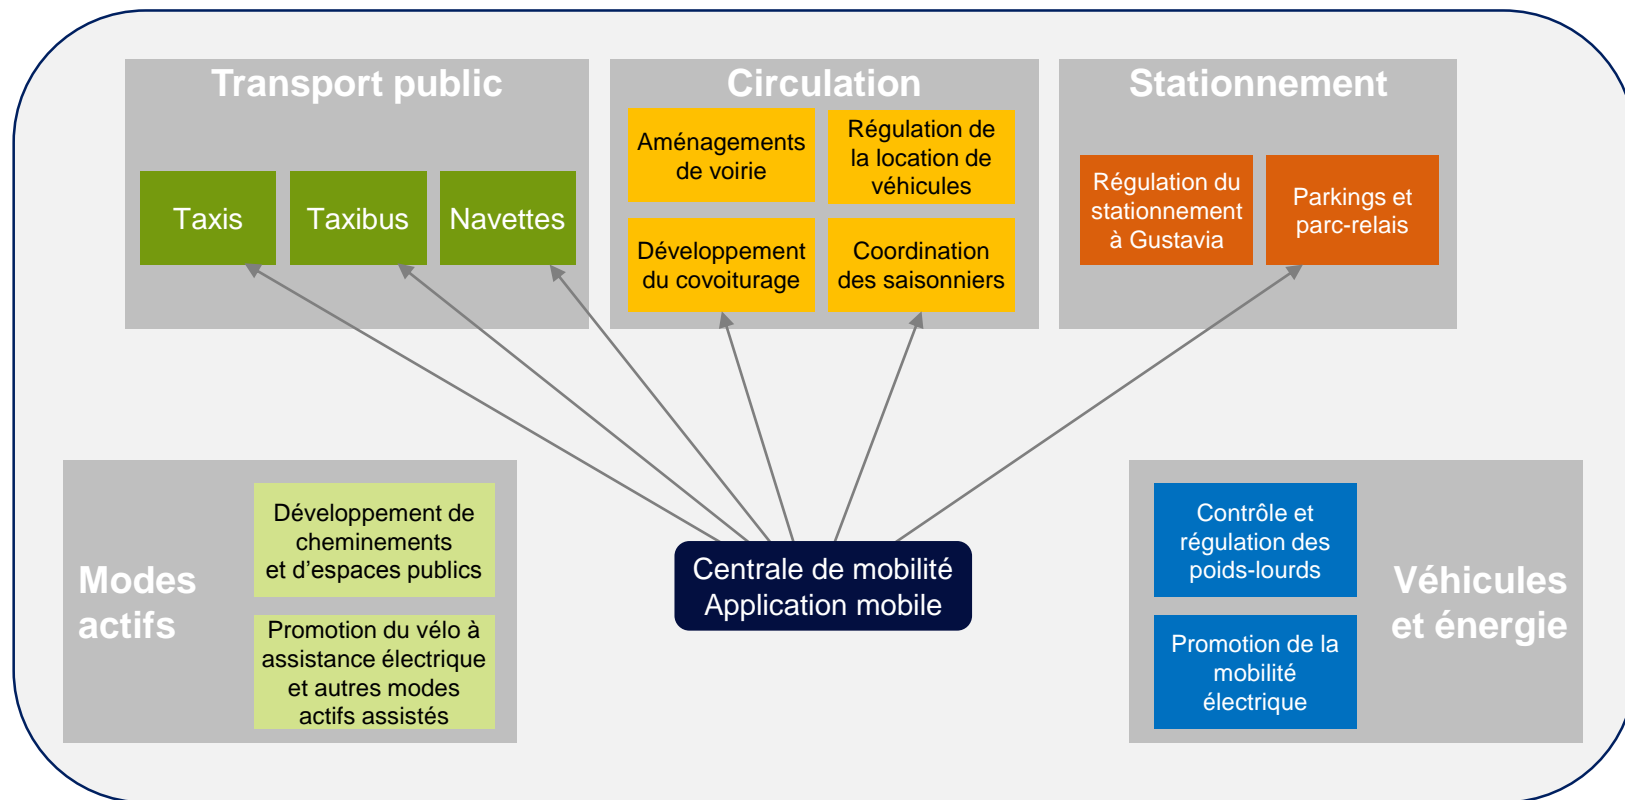 Transport public
Taxis
Taxibus
Navettes
Circulation
Aménagements
de voirie
Régulation de
la location de
véhicules
Développement
du covoiturage
Coordination
des saisonniers
Stationnement
Régulation du
stationnement
à Gustavia
Parkings et
parc-relais
Modes
actifs
Développement de
cheminements
et d'espaces publics
Promotion du vélo à
assistance électrique
et autres modes
actifs assistés
Centrale de mobilité
Application mobile
Contrôle et
régulation des
poids-lourds
Promotion de la
mobilité
électrique
Véhicules
et énergie